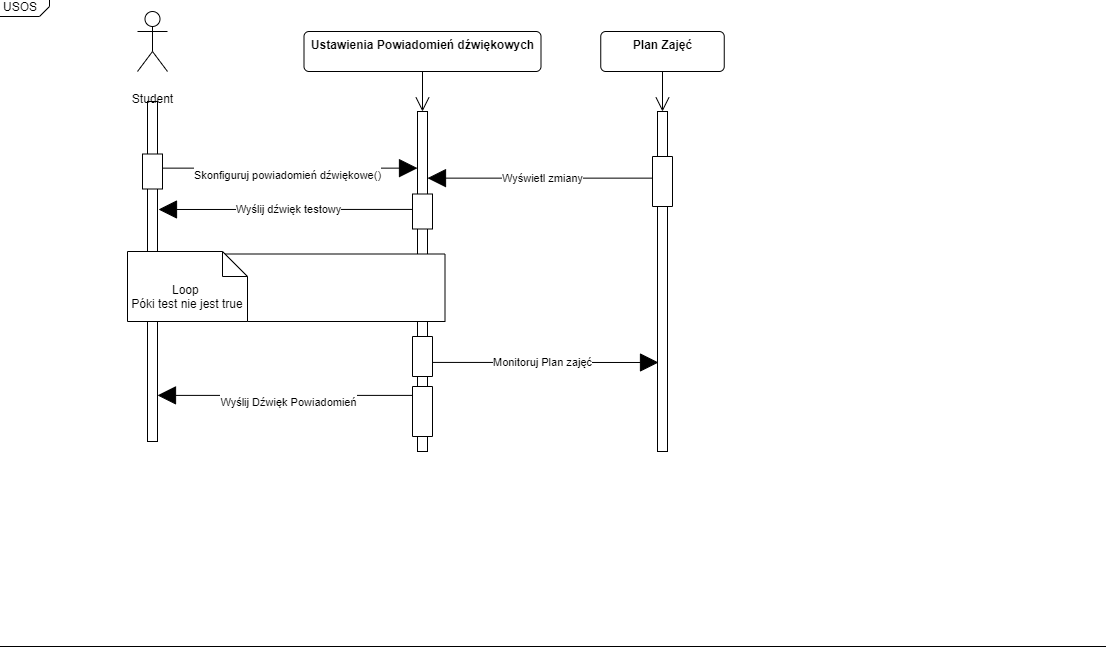 USOS
Student
Ustawienia Powiadomień dźwiękowych
Plan Zajęć
Skonfiguruj powiadomień dźwiękowe()
Wyświetl zmiany
Wyślij dźwięk testowy
Loop
Póki test nie jest true
Monitoruj Plan zajęć
Wyślij Dźwięk Powiadomień